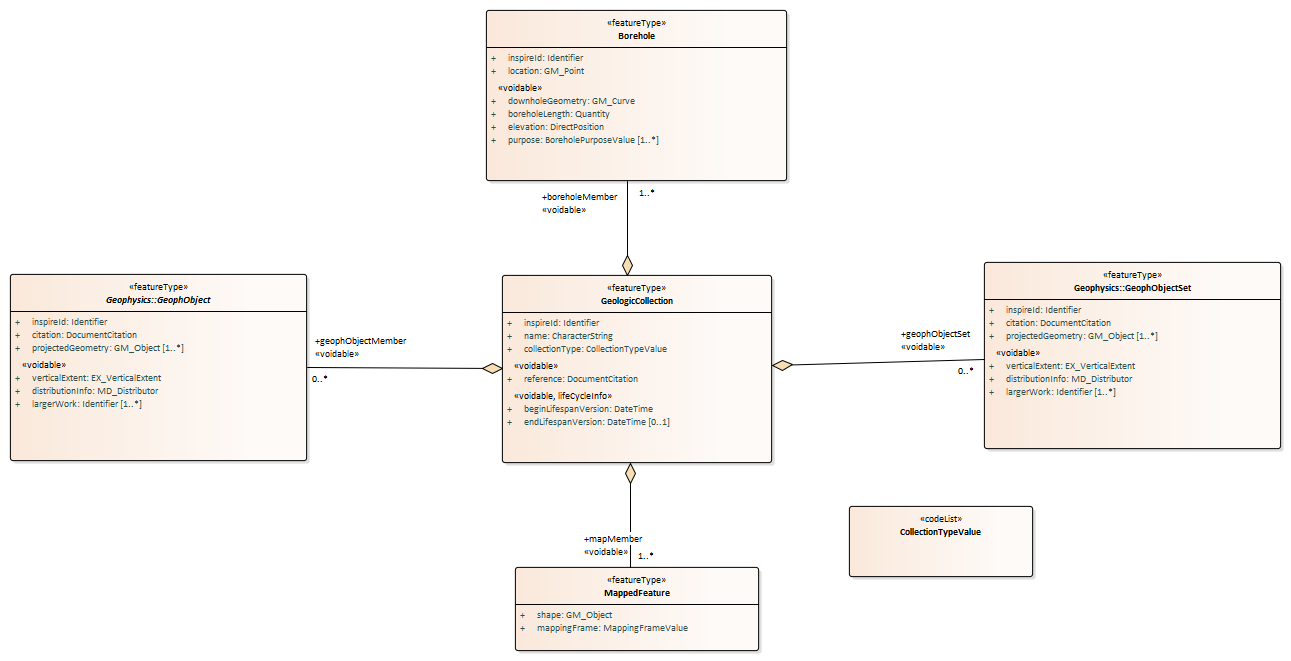 «featureType»
Borehole
+ inspireId: Identifier
+ location: GM_Point
«voidable»
+ downholeGeometry: GM_Curve
+ boreholeLength: Quantity
+ elevation: DirectPosition
+ purpose: BoreholePurposeValue [1..*]
+boreholeMember
«voidable»
1..*
«featureType»
Geophysics::GeophObject
+ inspireId: Identifier
+ citation: DocumentCitation
+ projectedGeometry: GM_Object [1..*]
«voidable»
+ verticalExtent: EX_VerticalExtent
+ distributionInfo: MD_Distributor
+ largerWork: Identifier [1..*]
+geophObjectMember
«voidable»
0..*
«featureType»
GeologicCollection
+ inspireId: Identifier
+ name: CharacterString
+ collectionType: CollectionTypeValue
«voidable»
+ reference: DocumentCitation
«voidable, lifeCycleInfo»
+ beginLifespanVersion: DateTime
+ endLifespanVersion: DateTime [0..1]
+geophObjectSet
«voidable»
0..*
«featureType»
Geophysics::GeophObjectSet
+ inspireId: Identifier
+ citation: DocumentCitation
+ projectedGeometry: GM_Object [1..*]
«voidable»
+ verticalExtent: EX_VerticalExtent
+ distributionInfo: MD_Distributor
+ largerWork: Identifier [1..*]
+mapMember
«voidable»
1..*
«featureType»
MappedFeature
+ shape: GM_Object
+ mappingFrame: MappingFrameValue
«codeList»
CollectionTypeValue